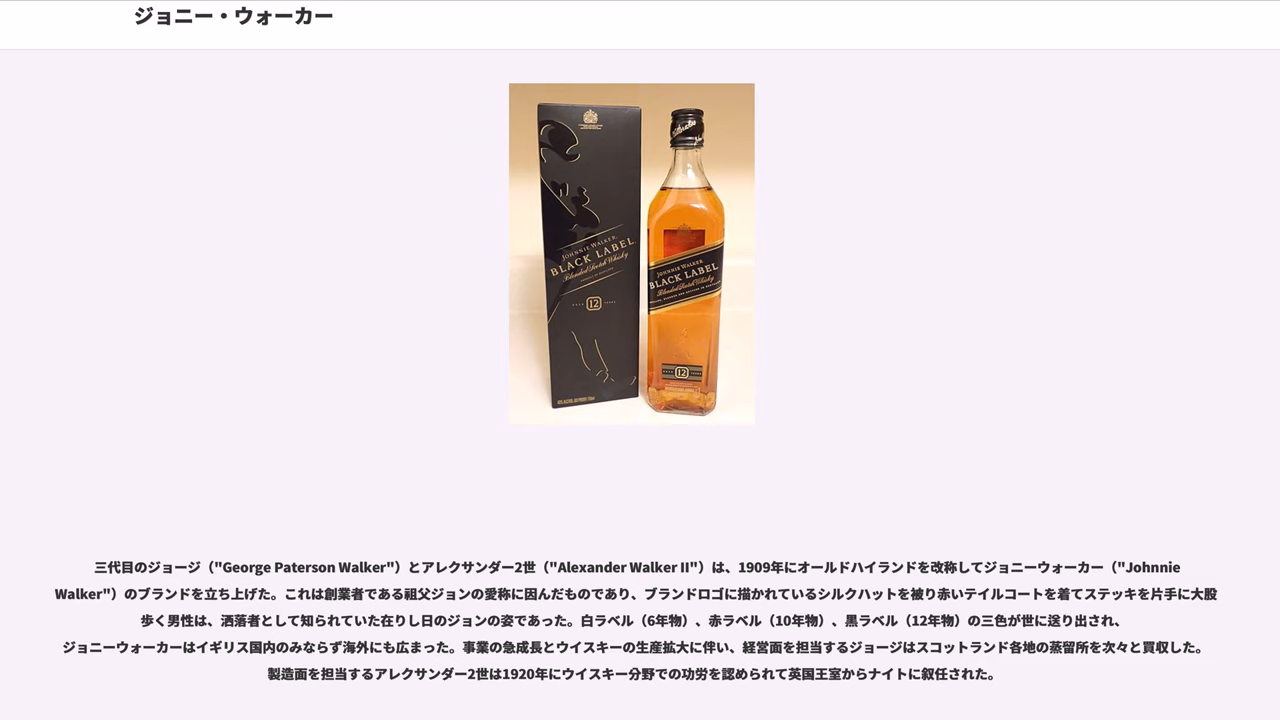 ジョニー・ウォーカー
JOHNNIE WALKER.
BLACK LABEL
Blended Scotch Whisky
AGED 12 YEARS
JOHNNIE WALKER.
BLACK LABEL
Blended Scotch Whisky
AGED 12 YEARS
三代目のジョージ（"George Paterson Walker"）とアレクサンダー2世（"Alexander Walker II"）は、1909年にオールドハイランドを改称してジョニーウォーカー（"Johnnie
Walker"）のブランドを立ち上げた。これは創業者である祖父ジョンの愛称に因んだものであり、ブランドロゴに描かれているシルクハットを被り赤いテイルコートを着てステッキを片手に大股
歩く男性は、洒落者として知られていた在りし日のジョンの姿であった。白ラベル（6年物）、赤ラベル（10年物）、黒ラベル（12年物）の三色が世に送り出され、
ジョニーウォーカーはイギリス国内のみならず海外にも広まった。事業の急成長とウイスキーの生産拡大に伴い、経営面を担当するジョージはスコットランド各地の蒸留所を次々と買収した。
製造面を担当するアレクサンダー2世は1920年にウイスキー分野での功労を認められて英国王室からナイトに叙任された。